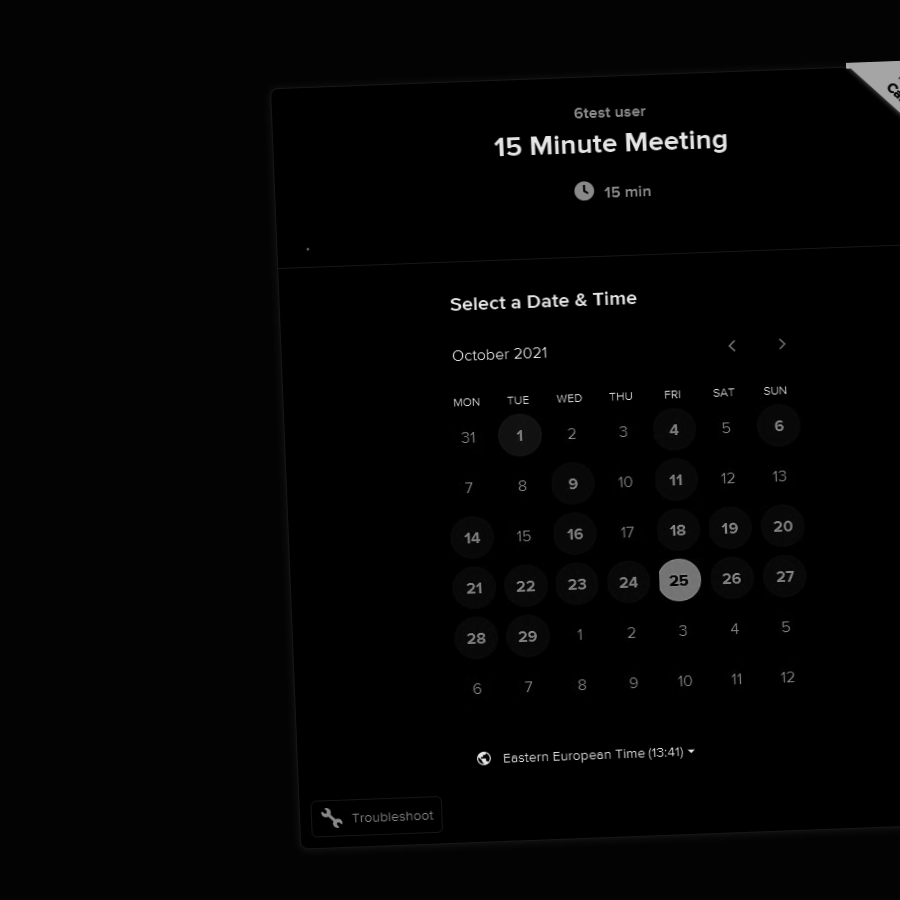 6test user
15 Minute Meeting
15 min
Select a Date & Time
October 2021
MON TUE WED THU FRI SAT SUN
31 1 2 3 4 5 6
7 8 9 10 11 12 13
14 15 16 17 18 19 20
21 22 23 24 25 26 27
28 29 1 2 3 4 5
6 7 8 9 10 11 12
Eastern European Time (13:41)
Troubleshoot